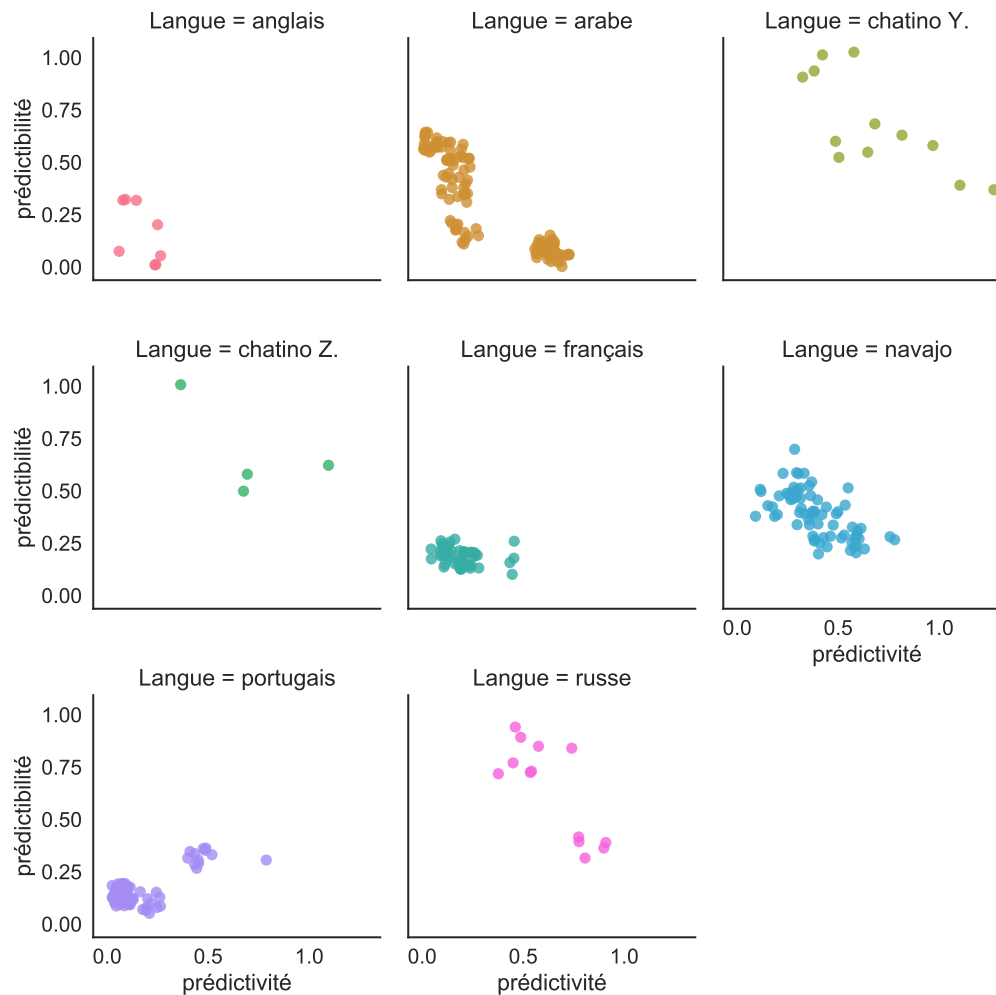 Langue = anglais
Langue = arabe
Langue = chatino Y.
prédictibilité
1.00
0.75
0.50
0.25
0.00
Langue = chatino Z.
Langue = français
Langue = navajo
prédictibilité
1.00
0.75
0.50
0.25
0.00
0.0 0.5 1.0
prédictivité
Langue = portugais
Langue = russe
prédictibilité
1.00
0.75
0.50
0.25
0.00
0.0 0.5 1.0
prédictivité
0.0 0.5 1.0
prédictivité